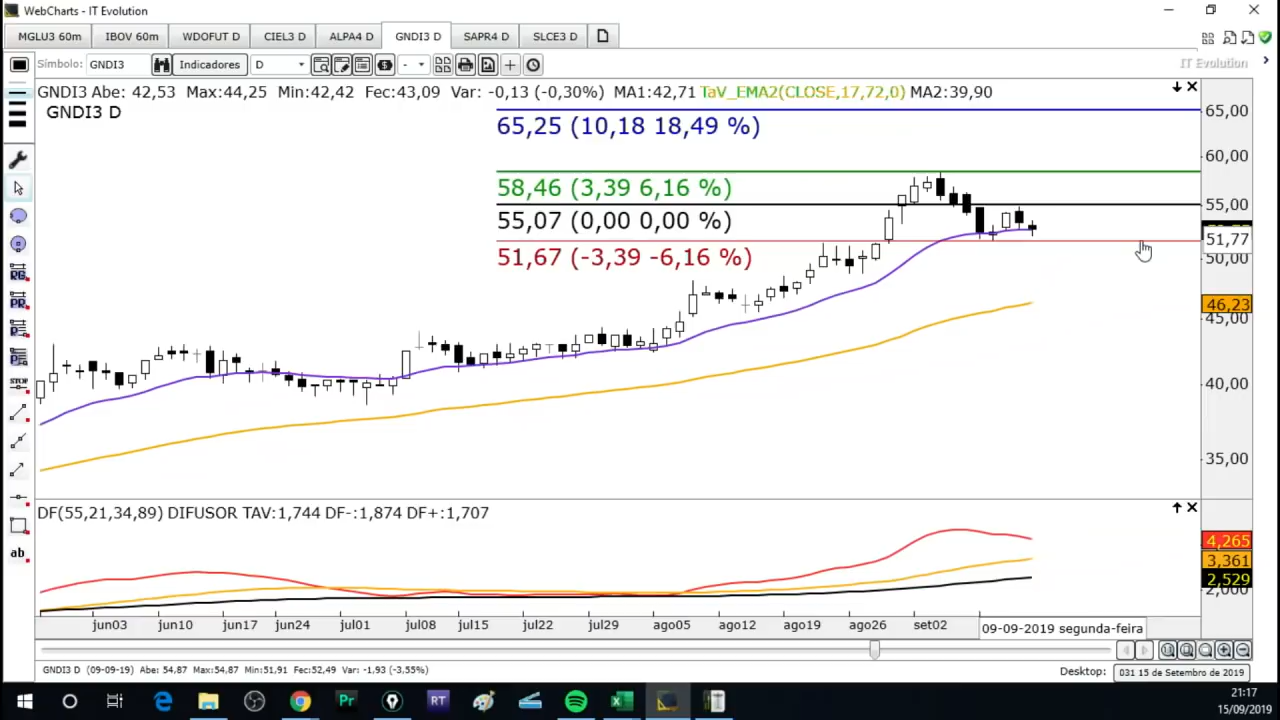 WebCharts - IT Evolution
MGLU3 60m IBOV 60m WDOFUT D CIEL3 D ALPA4 D GNDI3 D SAPR4 D SLCE3 D
Símbolo: GNDI3 Indicadores D - IT Evolution
GNDI3 Abe: 42,53 Max:44,25 Min:42,42 Fec:43,09 Var: -0,13 (-0,30%) MA1:42,71 TaV_EMA2(CLOSE,17,72,0) MA2:39,90
GNDI3 D
65,25 (10,18 18,49 %)
58,46 (3,39 6,16 %)
55,07 (0,00 0,00 %)
51,67 (-3,39 -6,16 %)
65,00
60,00
55,00
51,77
50,00
46,23
45,00
40,00
35,00
RG
PR
STOP
ab
DF(55,21,34,89) DIFUSOR TAV:1,744 DF-:1,874 DF+:1,707
4,265
3,361
2,529
2,000
jun03 jun10 jun17 jun24 jul01 jul08 jul15 jul22 jul29 ago05 ago12 ago19 ago26 set02 09-09-2019 segunda-feira
GNDI3 D (09-09-19) Abe: 54,87 Max:54,87 Min:51,91 Fec:52,49 Var: -1,93 (-3,55%) Desktop: 031 15 de Setembro de 2019
Pr RT
21:17
15/09/2019